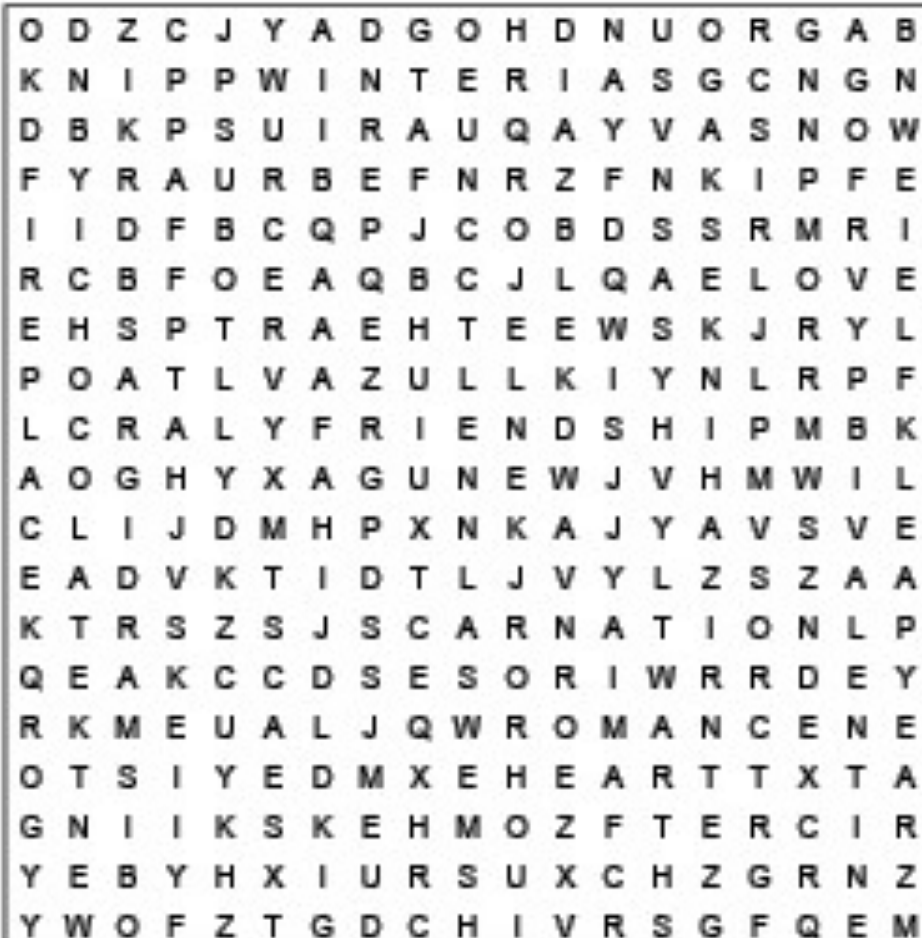 O D Z C J Y A D G O H D N U O R G A B
K N I P P W I N T E R I A S G C N G N
D B K P S U I R A U Q A Y V A S N O W
F Y R A U R B E F N R Z F N K I P F E
I I D F B C Q P J C O B D S S R M R I
R C B F O E A Q B C J L Q A E L O V E
E H S P T R A E H T E E W S K J R Y L
P O A T L V A Z U L L K I Y N L R P F
L C R A L Y F R I E N D S H I P M B K
A O G H Y X A G U N E W J V H M W I L
C L I J D M H P X N K A J Y A V S V E
E A D V K T I D T L J V Y L Z S Z A A
K T R S Z S J S C A R N A T I O N L P
Q E A K C C D S E S O R I W R R D E Y
R K M E U A L J Q W R O M A N C E N E
O T S I Y E D M X E H E A R T T X T A
G N I I K S K E H M O Z F T E R C I R
Y E B Y H X I U R S U X C H Z G R N Z
Y W O F Z T G D C H I V R S G F Q E M